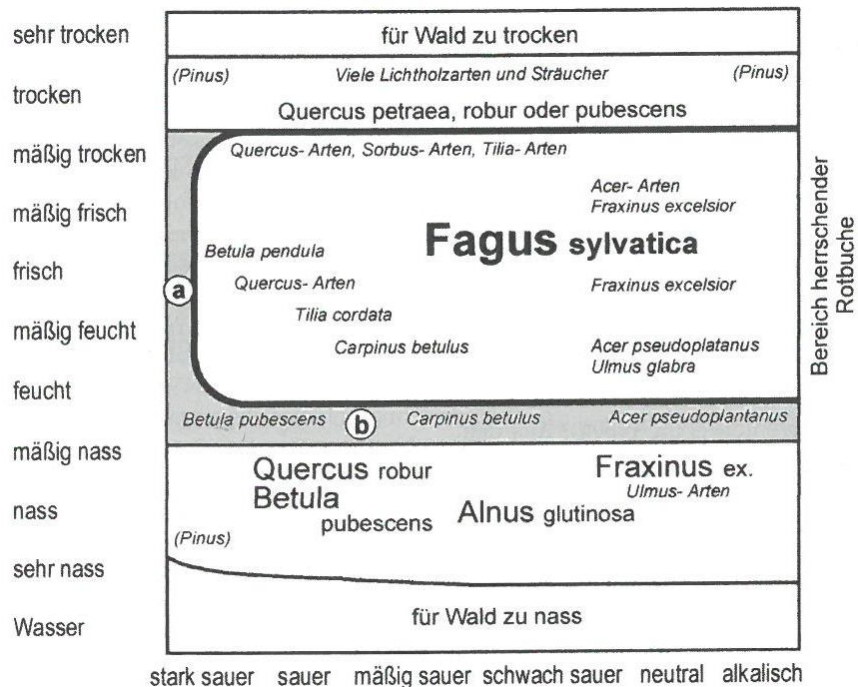 sehr trocken
für Wald zu trocken
(Pinus) Viele Lichtholzarten und Sträucher (Pinus)
trocken
Quercus petraea, robur oder pubescens
mäßig trocken
Quercus- Arten, Sorbus- Arten, Tilia- Arten
Acer- Arten
mäßig frisch
Fraxinus excelsior
Fagus sylvatica
Betula pendula
frisch
Quercus- Arten
Fraxinus excelsior
a
Tilia cordata
mäßig feucht
Carpinus betulus
Acer pseudoplatanus
Ulmus glabra
feucht
Betula pubescens b Carpinus betulus Acer pseudoplantanus
mäßig nass
Quercus robur
Fraxinus ex.
Betula
pubescens
Ulmus- Arten
nass
Alnus glutinosa
(Pinus)
sehr nass
für Wald zu nass
Wasser
stark sauer sauer mäßig sauer schwach sauer neutral alkalisch
Bereich herrschender
Rotbuche